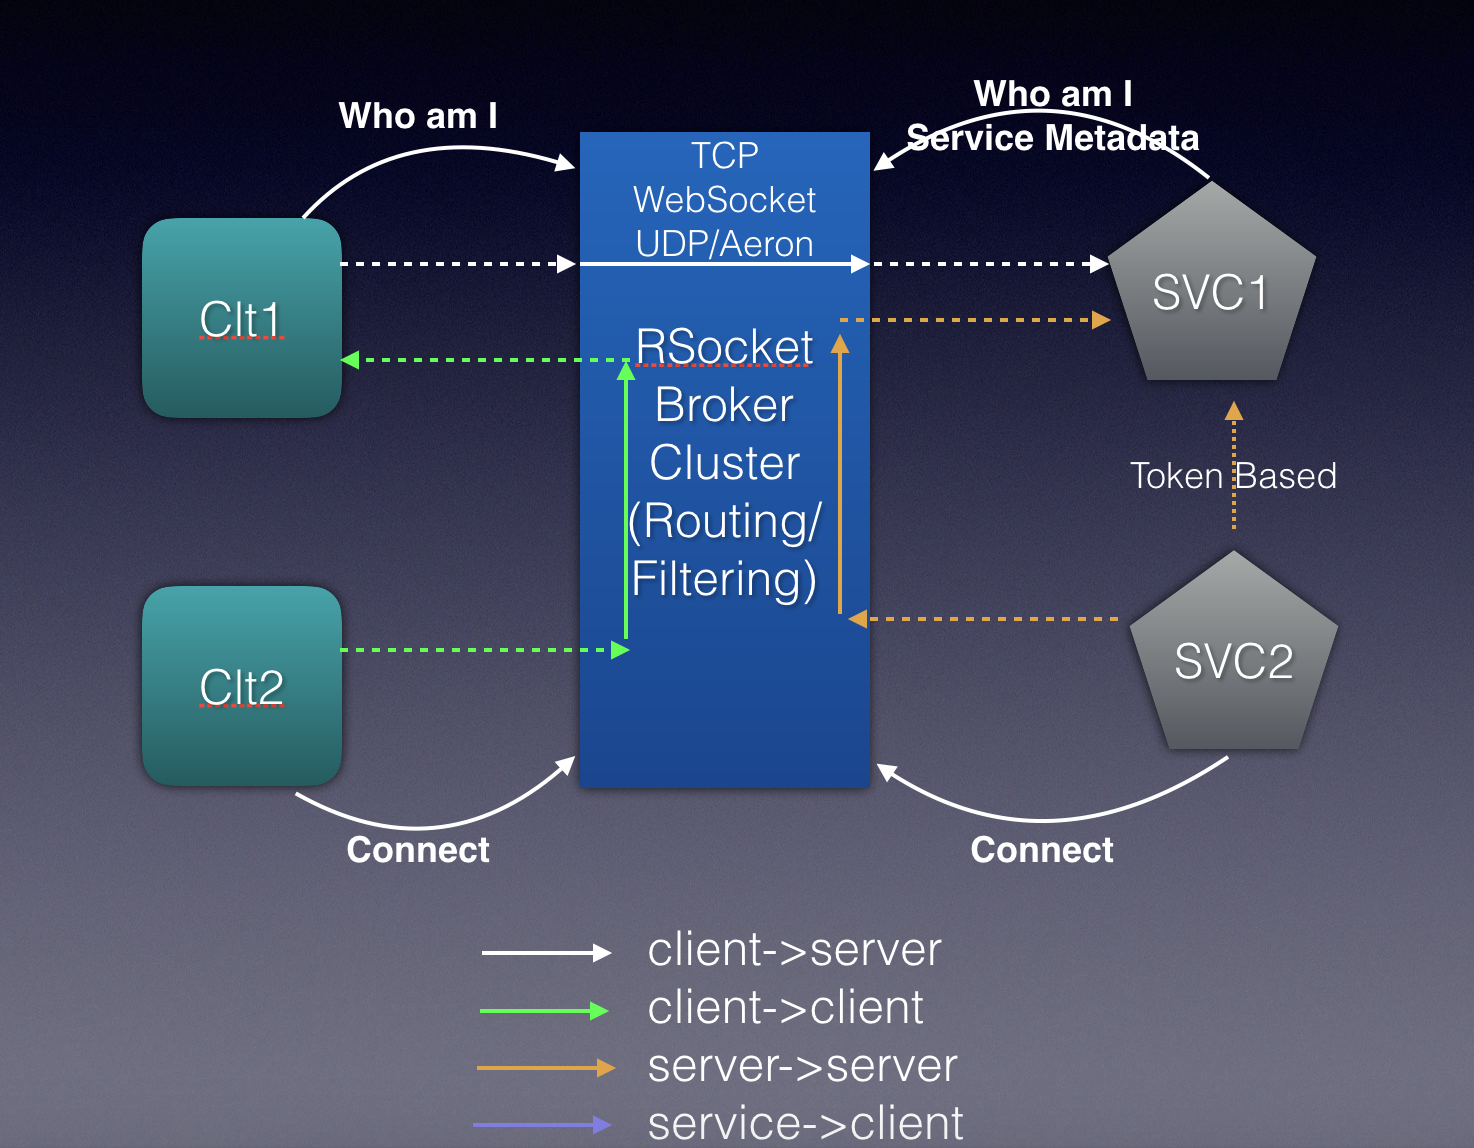 Who am I
Who am I
Service Metadata
TCP
WebSocket
UDP/Aeron
Clt1
SVC1
RSocket
Broker
Cluster
(Routing/
Filtering)
Token Based
Clt2
SVC2
Connect
Connect
client->server
client->client
server->server
service->client